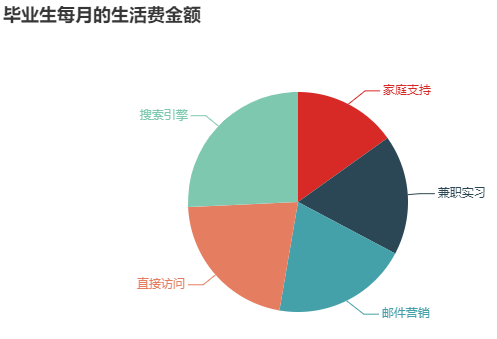 毕业生每月的生活费金额
家庭支持
搜索引擎
兼职实习
直接访问
邮件营销